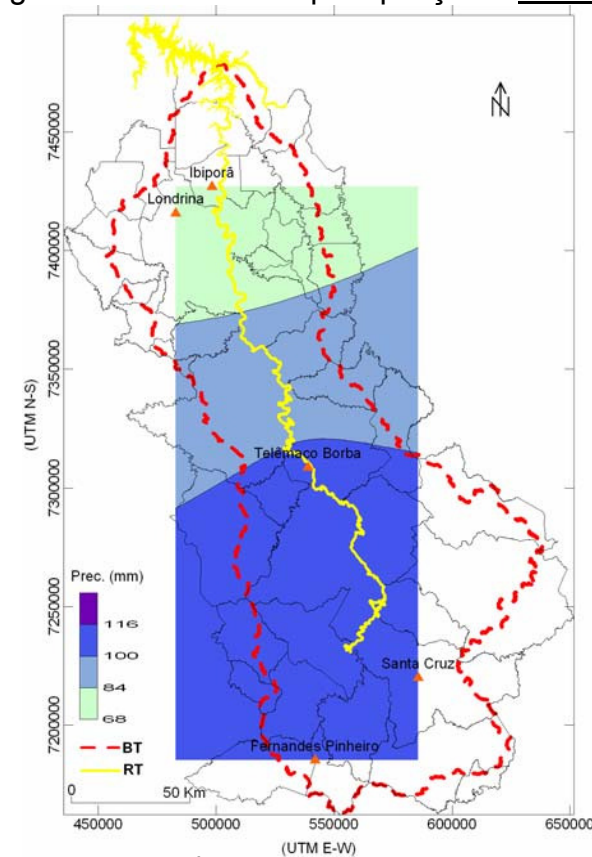 N
7450000
Ibiporã
Londrina
7400000
(UTM N-S)
7350000
Telêmaco Borba
7300000
Prec. (mm)
7250000
116
100
Santa Cruz
84
68
7200000
BT
Fernandes Pinheiro
RT
0 50 Km
450000 500000 550000 600000 650000
(UTM E-W)